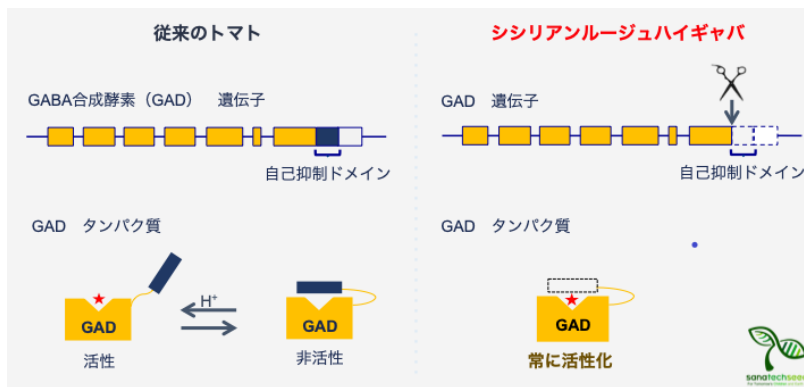 従来のトマト
シシリアンルージュハイギャバ
GABA合成酵素（GAD） 遺伝子
自己抑制ドメイン
GAD 遺伝子
自己抑制ドメイン
GAD タンパク質
GAD
活性
H⁺
GAD
非活性
GAD タンパク質
GAD
常に活性化
sanatechseed